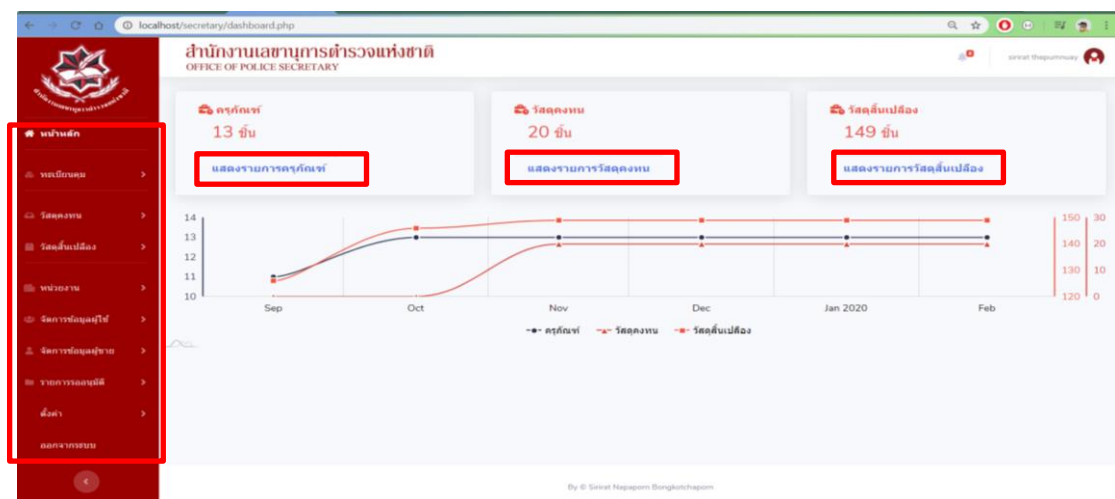 localhost/secretary/dashboard.php
สำนักงานเลขานุการตำรวจแห่งชาติ
OFFICE OF POLICE SECRETARY
0
sirirat thepumnuay
หน้าหลัก
ทะเบียนคุม
วัสดุคงทน
วัสดุสิ้นเปลือง
หน่วยงาน
จัดการข้อมูลผู้ใช้
จัดการข้อมูลผู้ขาย
รายการรออนุมัติ
ตั้งค่า
ออกจากระบบ
ครุภัณฑ์
13 ชิ้น
แสดงรายการครุภัณฑ์
วัสดุคงทน
20 ชิ้น
แสดงรายการวัสดุคงทน
วัสดุสิ้นเปลือง
149 ชิ้น
แสดงรายการวัสดุสิ้นเปลือง
14 150 30
13 140 20
12
11 130 10
10 120 0
Sep Oct Nov Dec Jan 2020 Feb
ครุภัณฑ์ วัสดุคงทน วัสดุสิ้นเปลือง
By © Sirirat Napaporn Bongkotchaporn